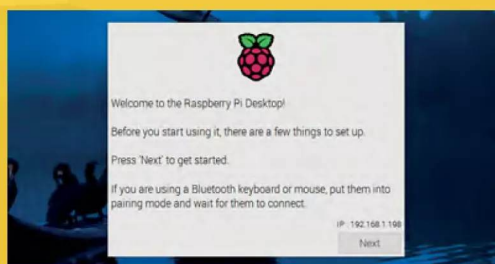 Welcome to the Raspberry Pi Desktop!
Before you start using it, there are a few things to set up.
Press 'Next' to get started.
If you are using a Bluetooth keyboard or mouse, put them into
pairing mode and wait for them to connect.
IP : 192.168.1.198
Next